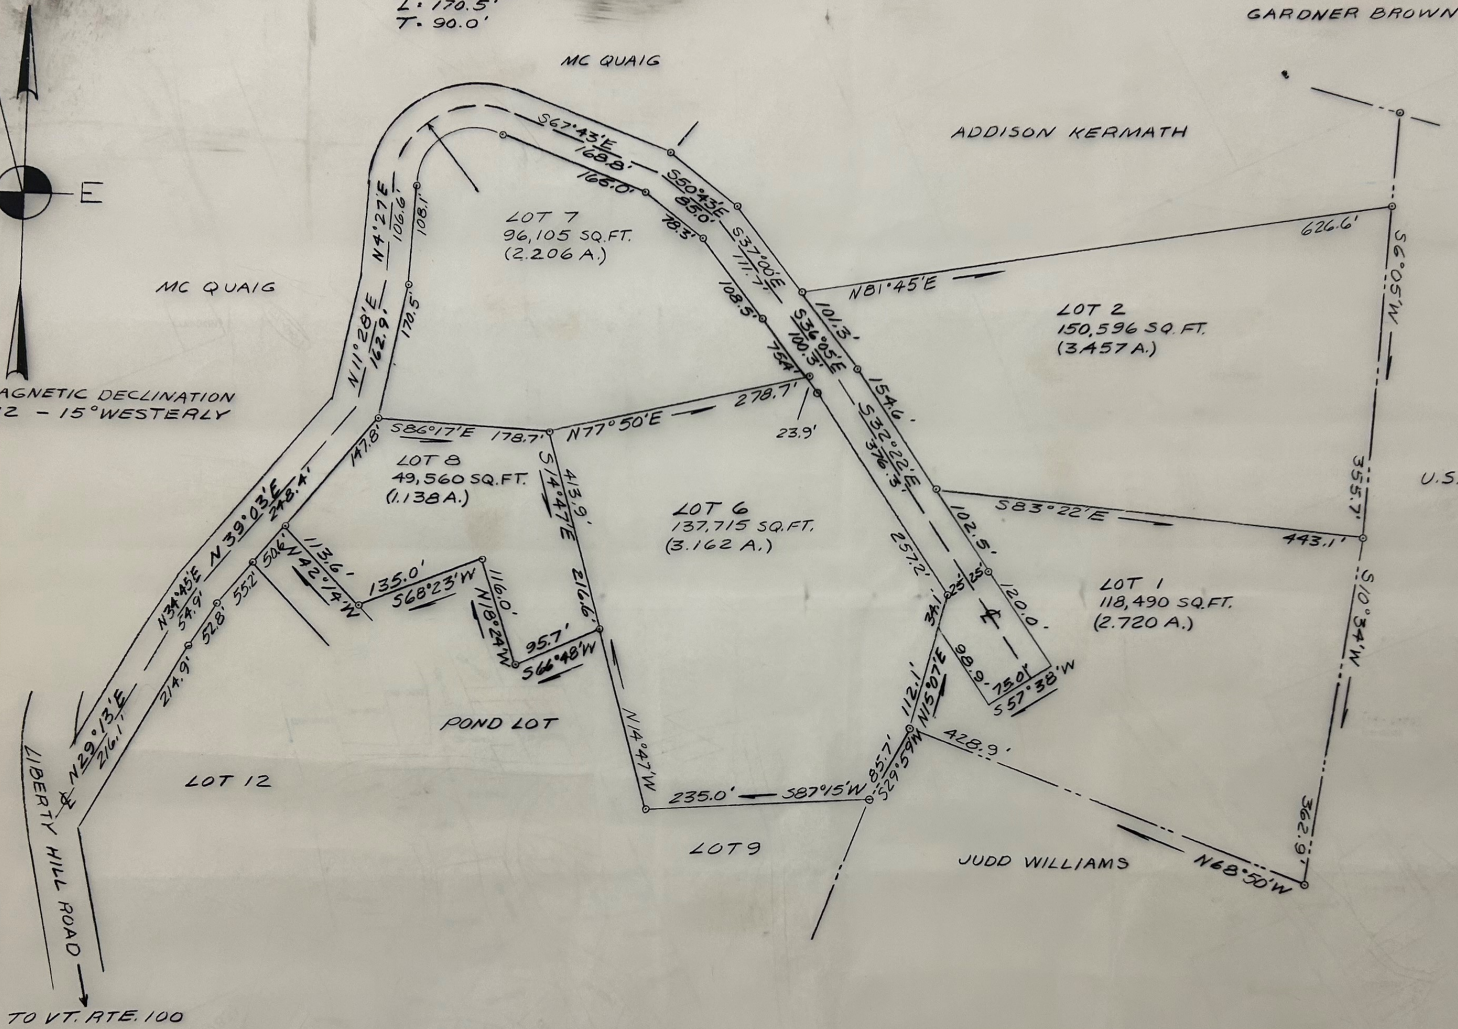 L: 170.5'
T. 90.0'
GARDNER BROWN
MC QUAIG
ADDISON KERMATH
E
S67°43'E
168.8'
165.0'
S50°43'E
85.0'
78.3'
S37°00'E
111.7'
108.5'
N4°27'E
106.6'
108.1'
LOT 7
96,105 SQ.FT.
(2.206 A.)
626.6'
N81°45'E
S6°05'W
MC QUAIG
N11°28'E
162.9'
170.5'
101.3'
S36°05'E
100.3'
75.4'
LOT 2
150,596 SQ.FT.
(3.457 A.)
AGNETIC DECLINATION
2 - 15° WESTERLY
278.7'
N77°50'E
23.9'
154.6'
S32°22'E
376.3'
147.8'
S86°17'E 178.7'
LOT 8
49,560 SQ.FT.
(1.138 A.)
S14°47'E
413.9'
216.6'
LOT 6
137,715 SQ.FT.
(3.162 A.)
S83°22'E
443.1'
355.7'
U.S.
N39°03'E
248.4'
50.6'
113.6'
N42°14'W
135.0'
S68°23'W
116.0'
N18°24'W
257.2'
102.5'
25' 25'
120.0'
LOT 1
118,490 SQ.FT.
(2.720 A.)
S10°34'W
N34°45'E
54.9'
55.2'
52.8'
95.7'
S66°48'W
34.1'
98.9'
75.0'
S57°38'W
214.9'
N29°13'E
216.1'
112.1'
N15°07'E
POND LOT
428.9'
N14°47'W
85.7'
S29°59'W
LOT 12
235.0'
S87°15'W
362.9'
LOT 9
JUDD WILLIAMS
N68°50'W
LIBERTY HILL ROAD
TO VT. RTE. 100